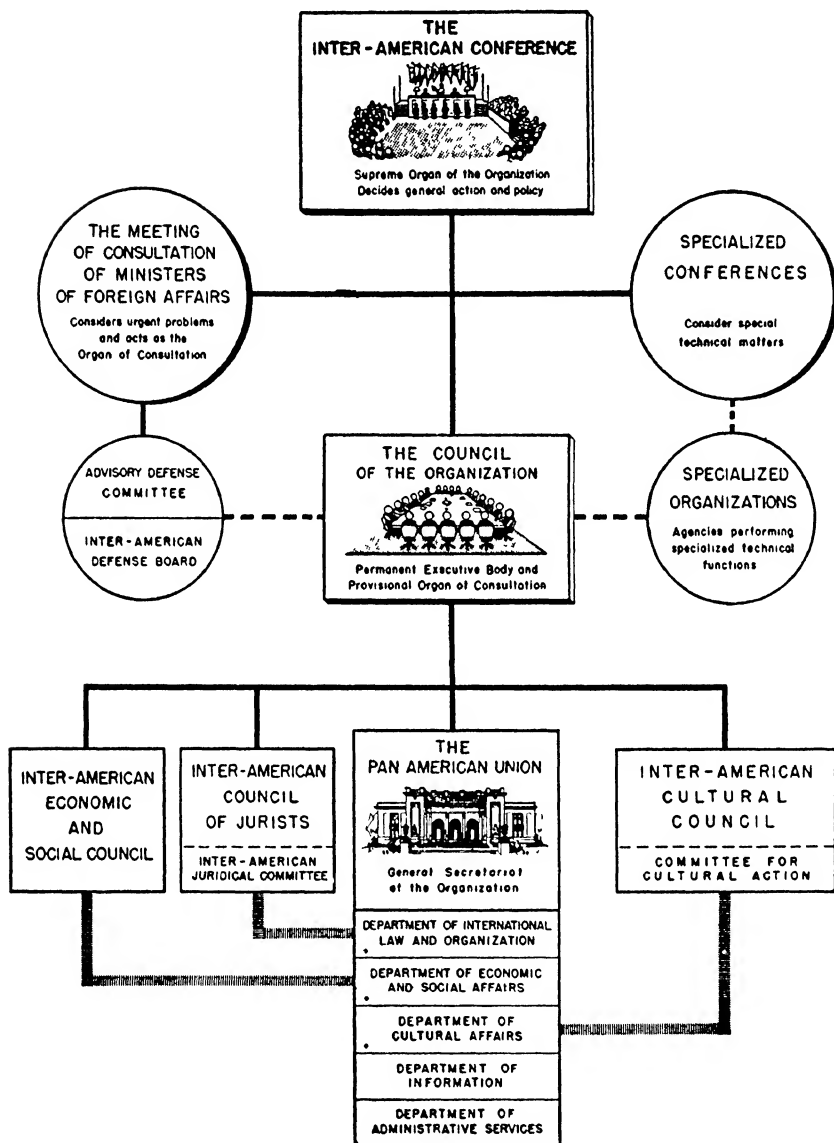 THE
INTER-AMERICAN CONFERENCE
Supreme Organ of the Organization
Decides general action and policy
THE MEETING
OF CONSULTATION
OF MINISTERS
OF FOREIGN AFFAIRS
Considers urgent problems
and acts as the
Organ of Consultation
SPECIALIZED
CONFERENCES
Consider special
technical matters
ADVISORY DEFENSE
COMMITTEE
INTER-AMERICAN
DEFENSE BOARD
THE COUNCIL
OF THE ORGANIZATION
Permanent Executive Body and
Provisional Organ of Consultation
SPECIALIZED
ORGANIZATIONS
Agencies performing
specialized technical
functions
INTER-AMERICAN
ECONOMIC
AND
SOCIAL COUNCIL
INTER-AMERICAN
COUNCIL
OF JURISTS
INTER-AMERICAN
JURIDICAL COMMITTEE
THE
PAN AMERICAN UNION
General Secretariat
of the Organization
DEPARTMENT OF INTERNATIONAL
LAW AND ORGANIZATION
DEPARTMENT OF ECONOMIC
AND SOCIAL AFFAIRS
DEPARTMENT OF
CULTURAL AFFAIRS
DEPARTMENT OF
INFORMATION
DEPARTMENT OF
ADMINISTRATIVE SERVICES
INTER-AMERICAN
CULTURAL
COUNCIL
COMMITTEE FOR
CULTURAL ACTION